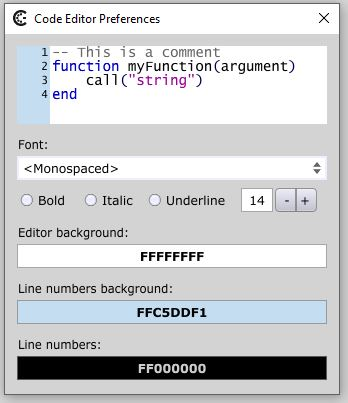 Code Editor Preferences
1 -- This is a comment
2 function myFunction(argument)
3 call("string")
4 end
Font:
<Monospaced>
Bold Italic Underline 14 - +
Editor background:
FFFFFFFF
Line numbers background:
FFC5DDF1
Line numbers:
FF000000